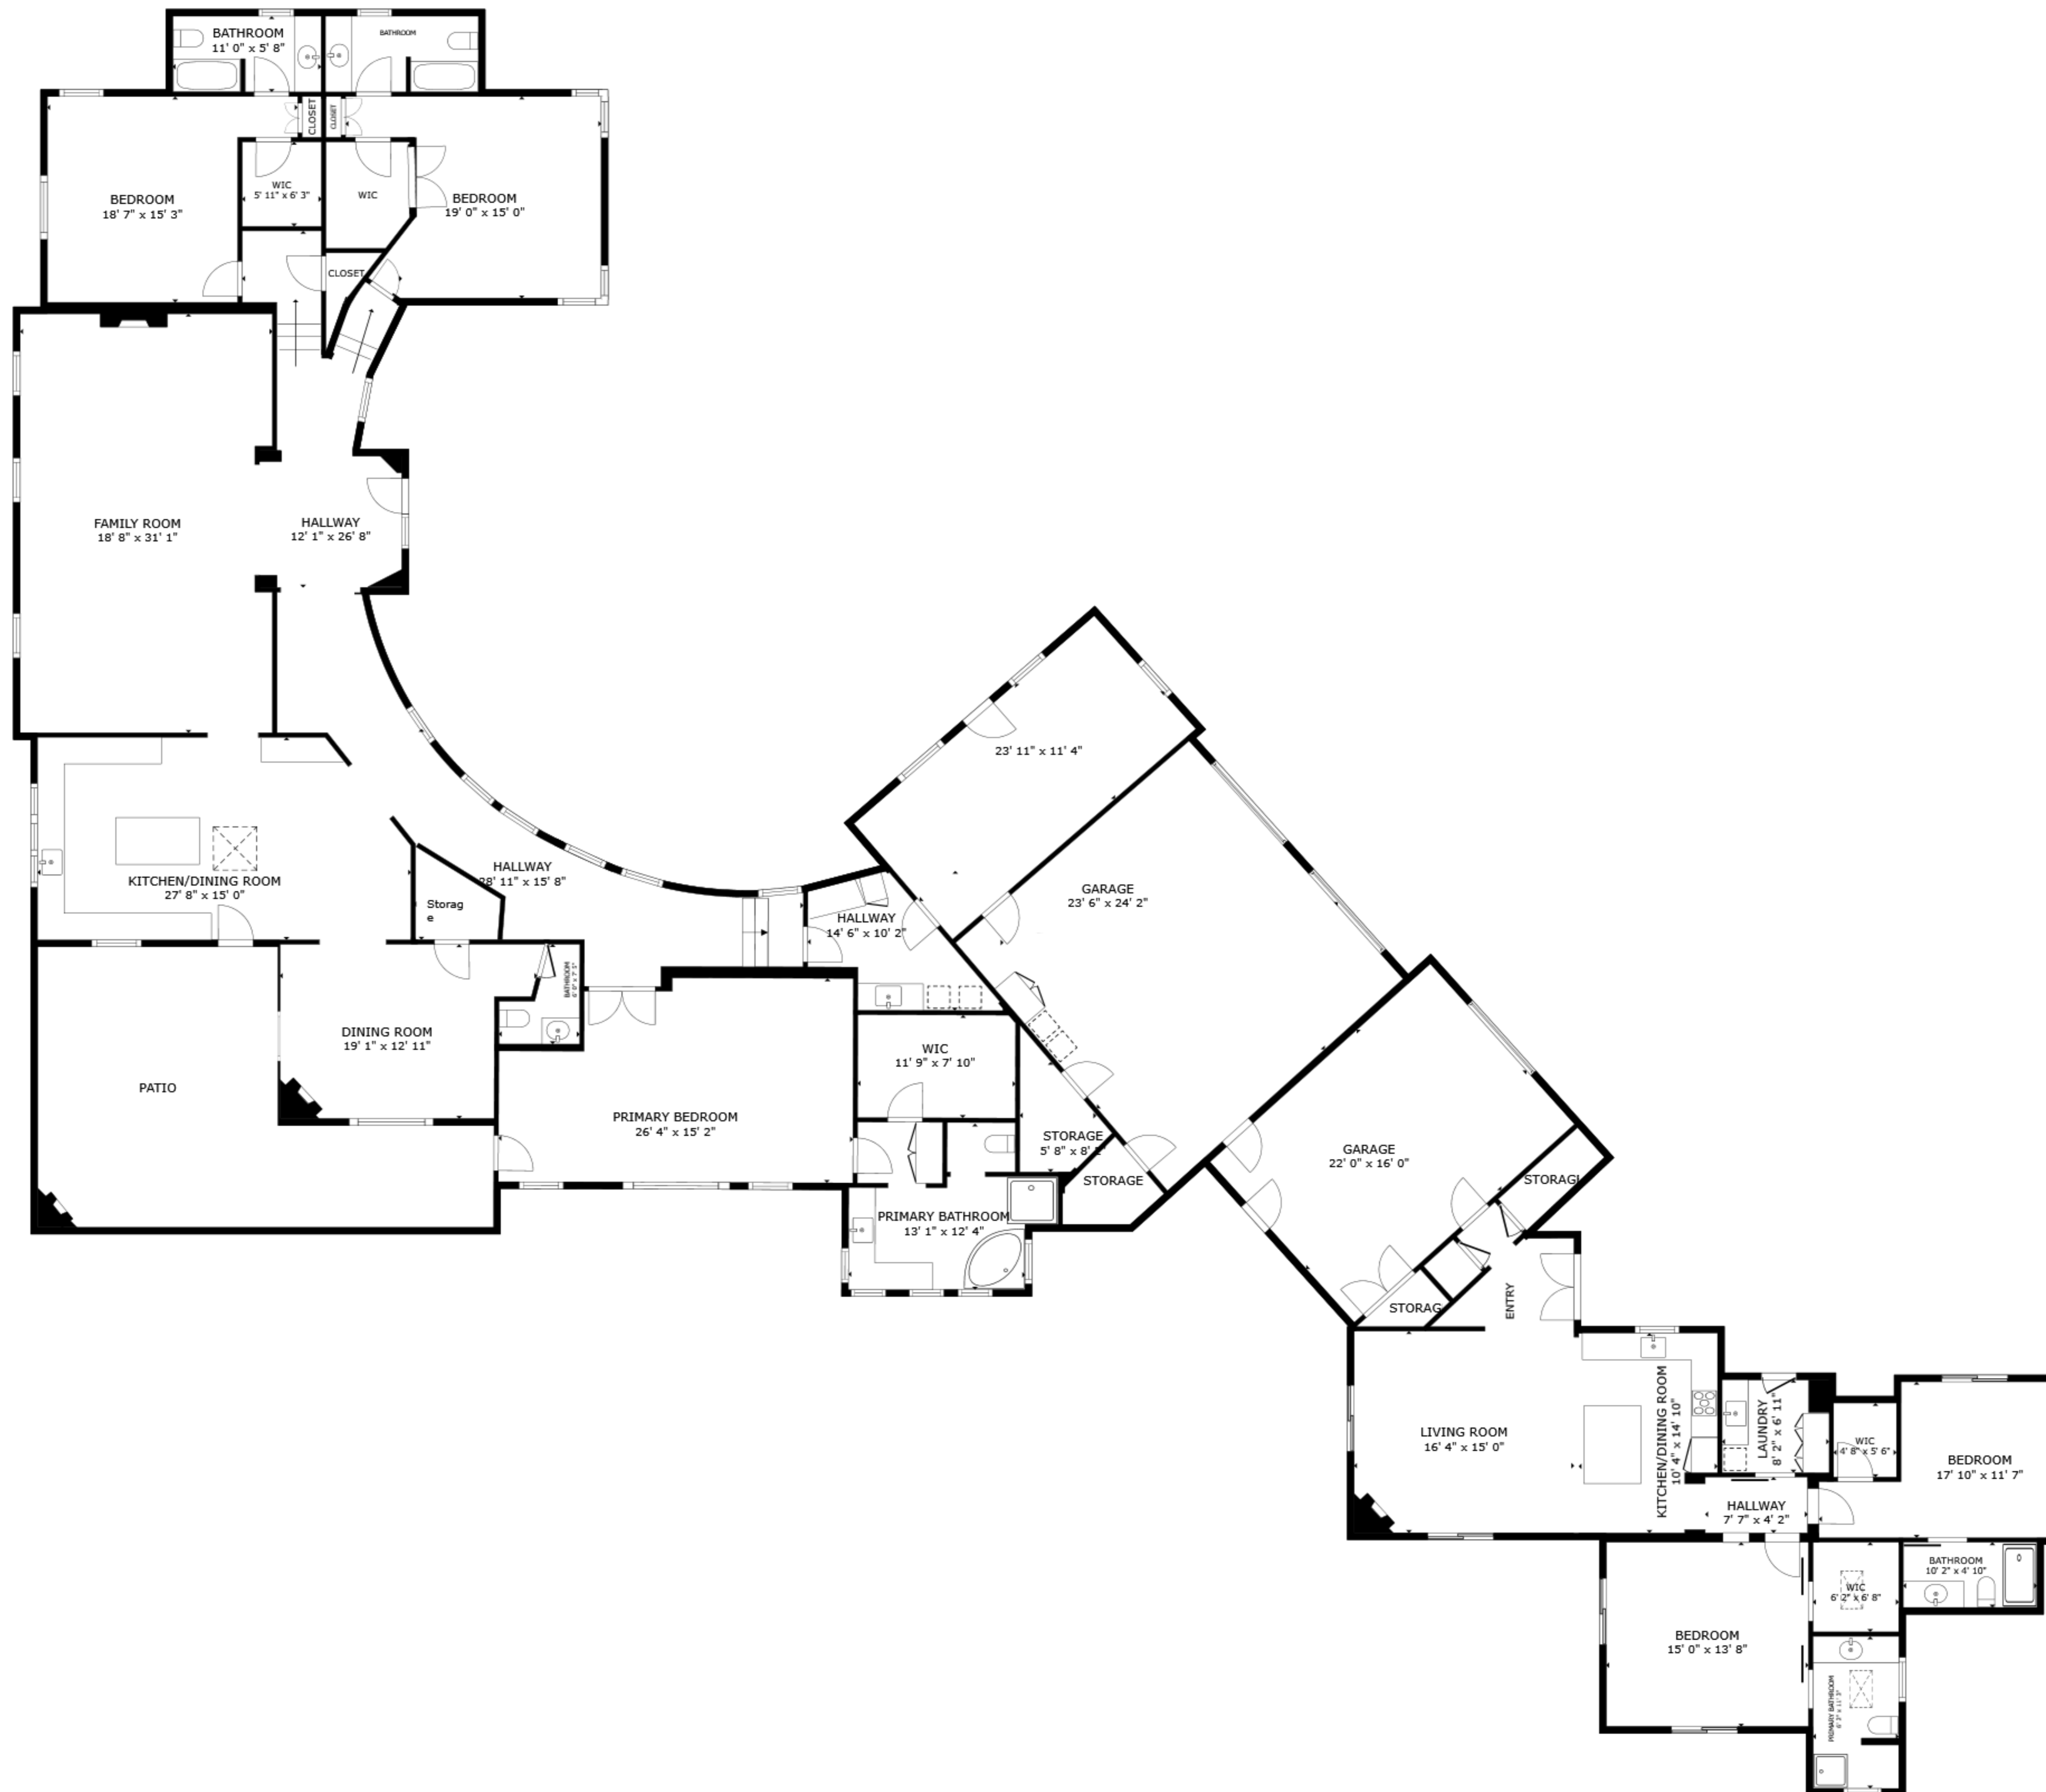 BATHROOM
11' 0" x 5' 8"
BATHROOM
CLOSET
CLOSET
BEDROOM
18' 7" x 15' 3"
WIC
5' 11" x 6' 3"
WIC
BEDROOM
19' 0" x 15' 0"
CLOSET
FAMILY ROOM
18' 8" x 31' 1"
HALLWAY
12' 1" x 26' 8"
23' 11" x 11' 4"
KITCHEN/DINING ROOM
27' 8" x 15' 0"
HALLWAY
28' 11" x 15' 8"
Storag
e
HALLWAY
14' 6" x 10' 2"
GARAGE
23' 6" x 24' 2"
BATHROOM
DINING ROOM
19' 1" x 12' 11"
PATIO
PRIMARY BEDROOM
26' 4" x 15' 2"
WIC
11' 9" x 7' 10"
STORAGE
5' 8" x 8'
STORAGE
PRIMARY BATHROOM
13' 1" x 12' 4"
GARAGE
22' 0" x 16' 0"
STORAGE
STORAG
ENTRY
LIVING ROOM
16' 4" x 15' 0"
KITCHEN/DINING ROOM
10' 4" x 14' 10"
LAUNDRY
8' 2" x 6' 11"
WIC
4' 8" x 5' 6"
BEDROOM
17' 10" x 11' 7"
HALLWAY
7' 7" x 4' 2"
BATHROOM
10' 2" x 4' 10"
WIC
6' 2" x 6' 8"
BEDROOM
15' 0" x 13' 8"
PRIMARY BATHROOM